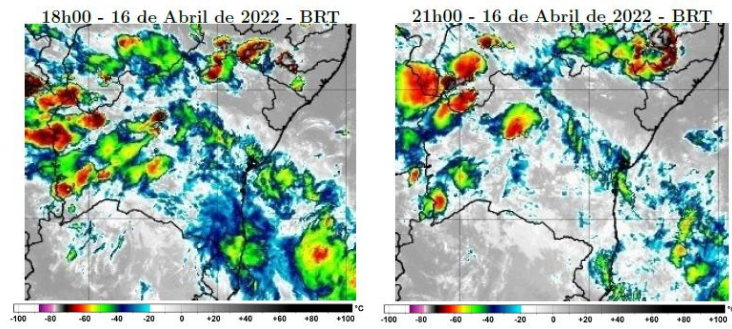 18h00 - 16 de Abril de 2022 - BRT
21h00 - 16 de Abril de 2022 - BRT
-100 -80 -60 -40 -20 0 +20 +40 +60 +80 +100 °C
-100 -80 -60 -40 -20 0 +20 +40 +60 +80 +100 °C